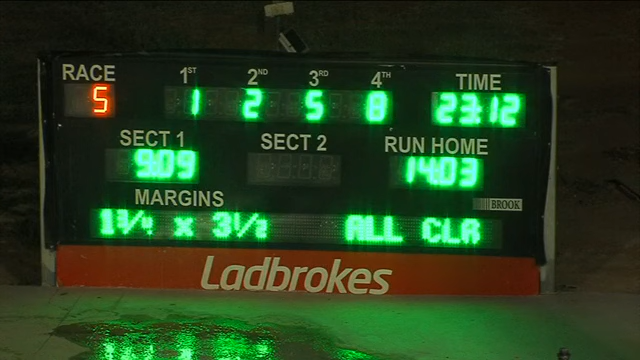 RACE 1ST 2ND 3RD 4TH TIME
5 1 2 5 8 23:12
SECT 1 SECT 2 RUN HOME
9.09 14.03
MARGINS
BROOK
1¾ x 3½ ALL CLR
Ladbrokes